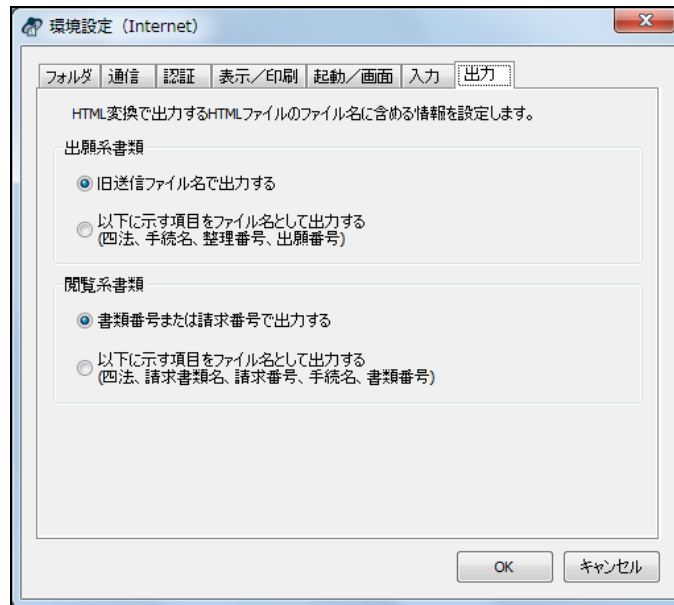 環境設定（Internet）
フォルダ 通信 認証 表示／印刷 起動／画面 入力 出力
HTML変換で出力するHTMLファイルのファイル名に含める情報を設定します。
出願系書類
旧送信ファイル名で出力する
以下に示す項目をファイル名として出力する
(四法、手続名、整理番号、出願番号)
閲覧系書類
書類番号または請求番号で出力する
以下に示す項目をファイル名として出力する
(四法、請求書類名、請求番号、手続名、書類番号)
OK キャンセル